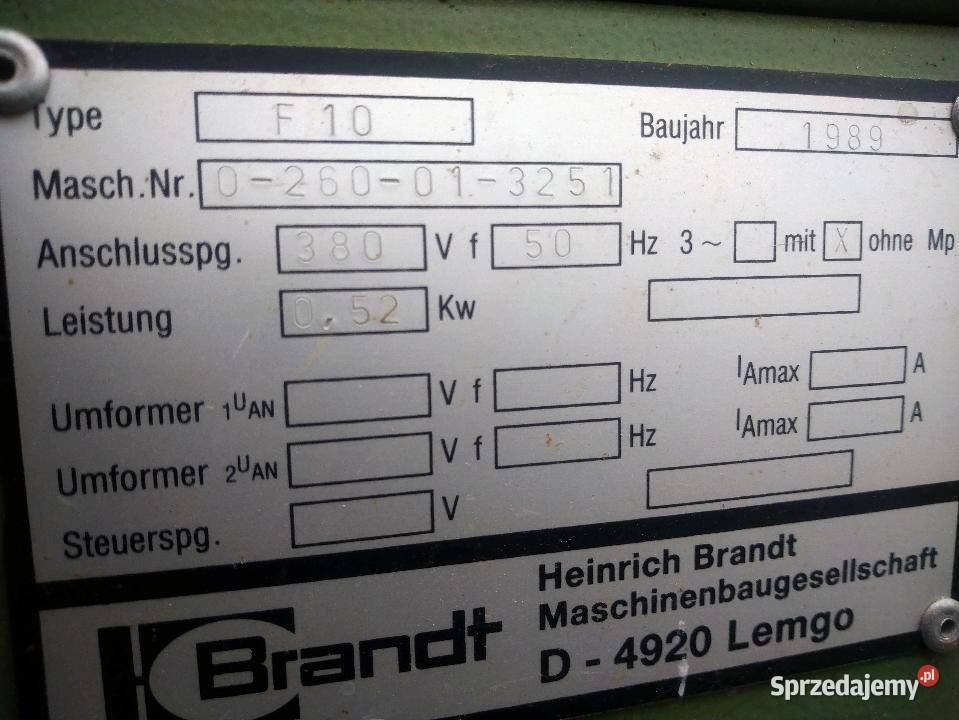 Type F 10 Baujahr 1989
Masch.Nr. 0-260-01-3251
Anschlusspg. 380 V f 50 Hz 3~ mit X ohne Mp
Leistung 0,52 Kw
Umformer 1UAN V f Hz IAmax A
Umformer 2UAN V f Hz IAmax A
Steuerspg. V
Brandt
Heinrich Brandt
Maschinenbaugesellschaft
D - 4920 Lemgo
Sprzedajemy.pl